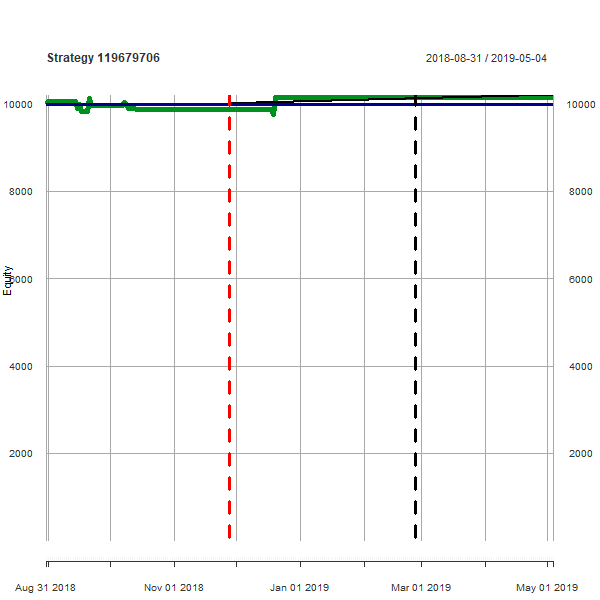 Strategy 119679706
2018-08-31 / 2019-05-04
10000
10000
8000
8000
Equity
6000
6000
4000
4000
2000
2000
Aug 31 2018
Nov 01 2018
Jan 01 2019
Mar 01 2019
May 01 2019